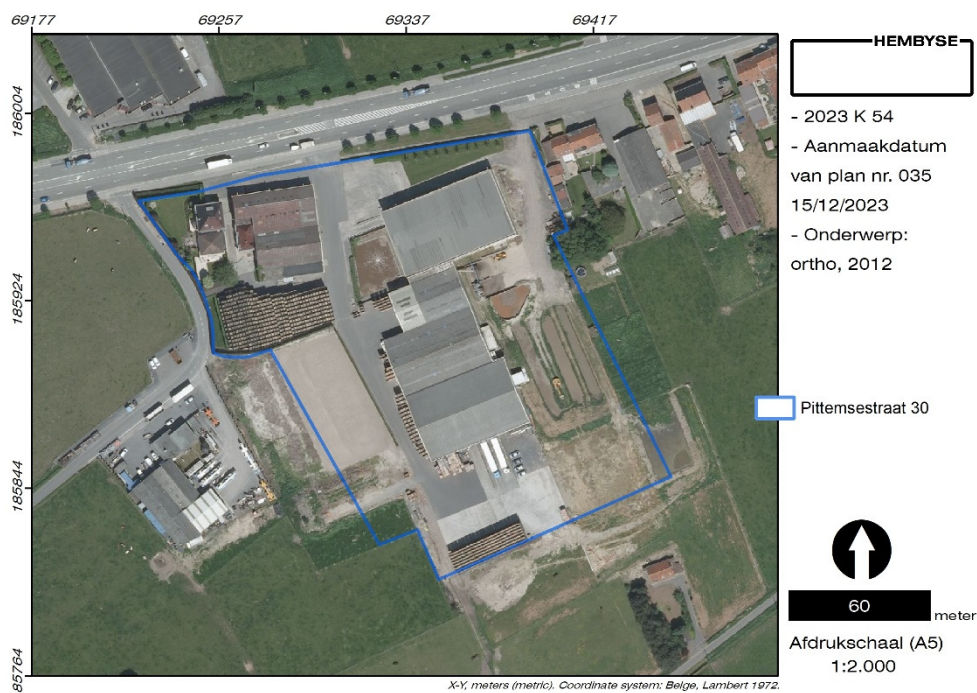 69177 69257 69337 69417
186004
185924
185844
85764
HEMBYSE
- 2023 K 54
- Aanmaakdatum
van plan nr. 035
15/12/2023
- Onderwerp:
ortho, 2012
Pittemsestraat 30
60 meter
Afdrukschaal (A5)
1:2.000
X-Y, meters (metric). Coordinate system: Belge, Lambert 1972.